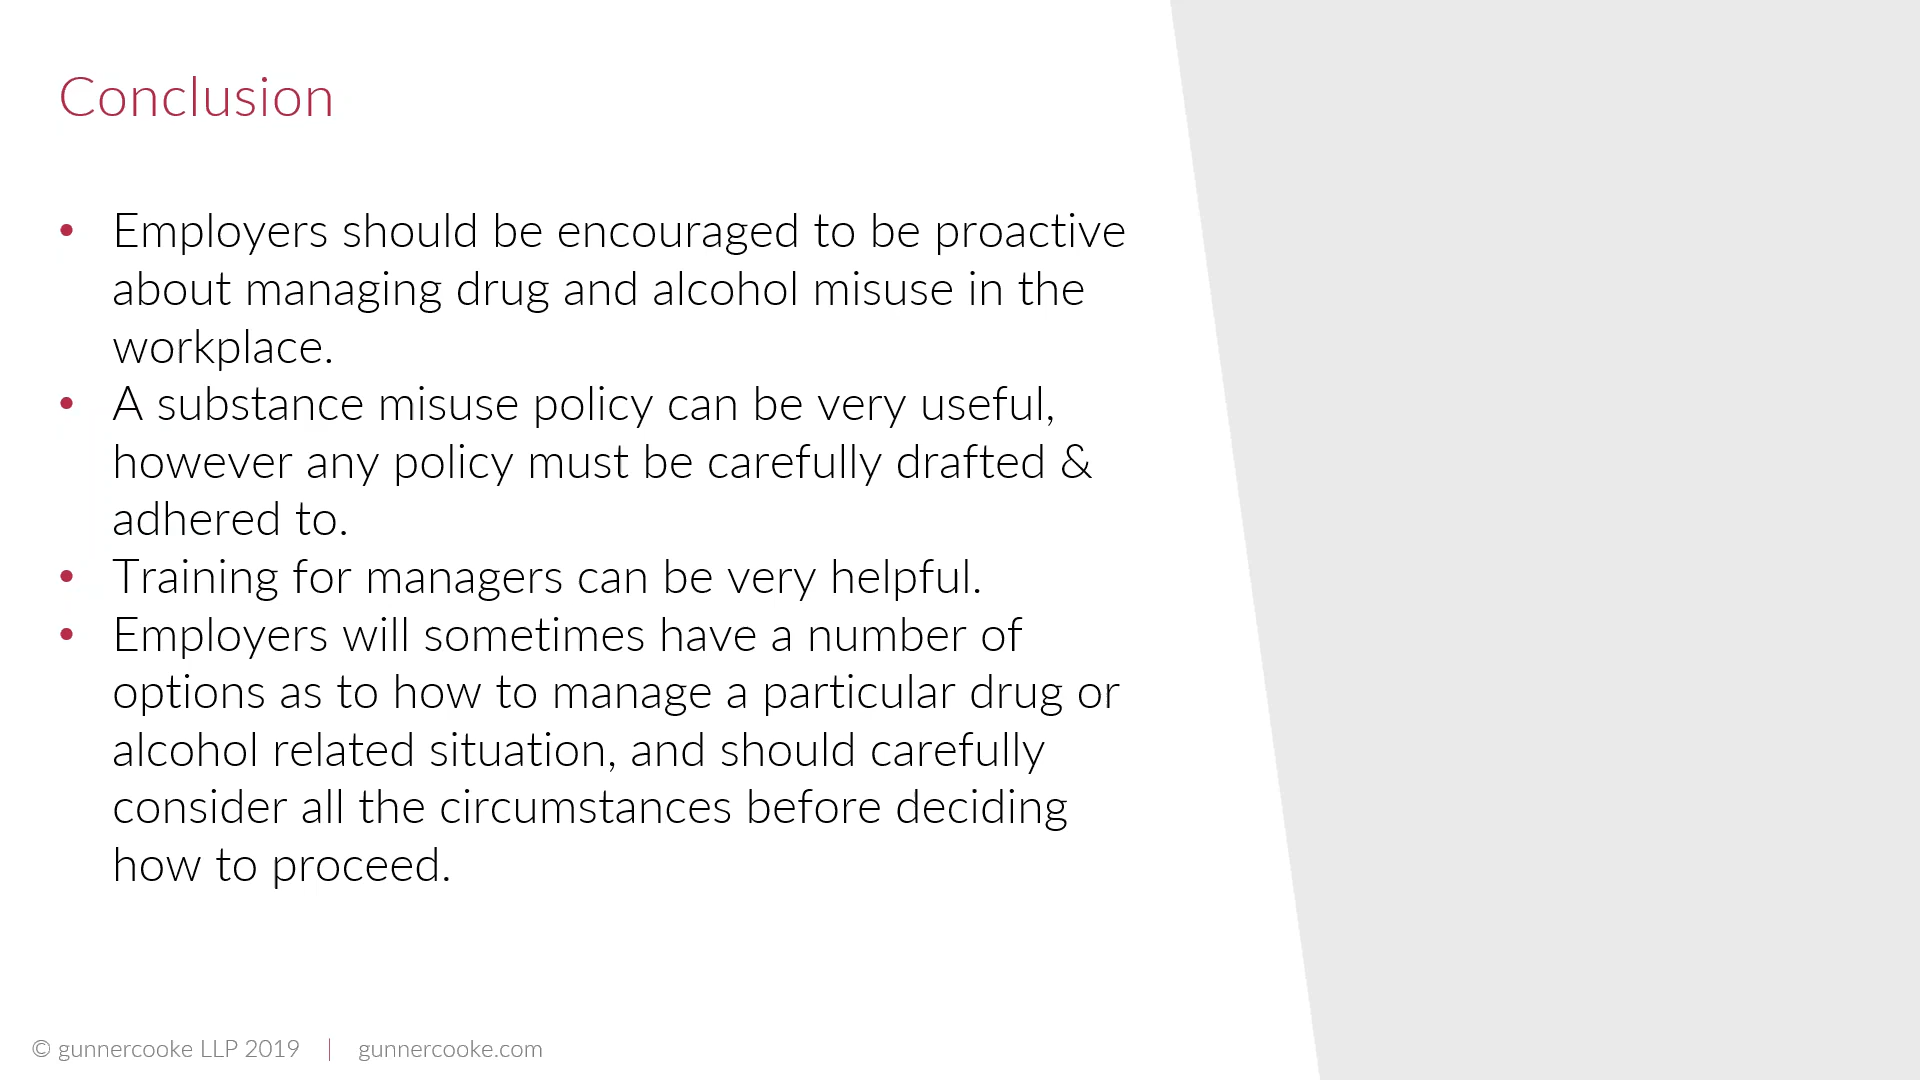 Conclusion
• Employers should be encouraged to be proactive
about managing drug and alcohol misuse in the
workplace.
• A substance misuse policy can be very useful,
however any policy must be carefully drafted &
adhered to.
• Training for managers can be very helpful.
• Employers will sometimes have a number of
options as to how to manage a particular drug or
alcohol related situation, and should carefully
consider all the circumstances before deciding
how to proceed.
© gunnercooke LLP 2019 | gunnercooke.com